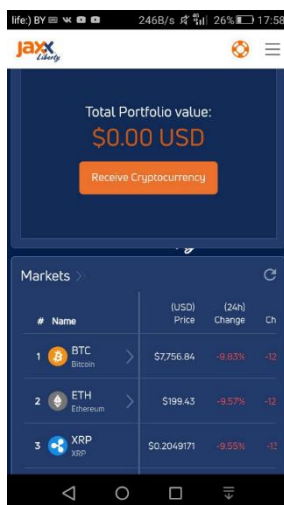 life:) BY 246B/s 4G 26% 17:58
jaxx
Liberty
Total Portfolio value:
$0.00 USD
Receive Cryptocurrency
Markets >
(USD) (24h)
# Name Price Change Ch
1 BTC $7,756.84 -9.83% -12
Bitcoin
2 ETH $199.43 -9.57% -12
Ethereum
3 XRP $0.2049171 -9.55% -13
XRP